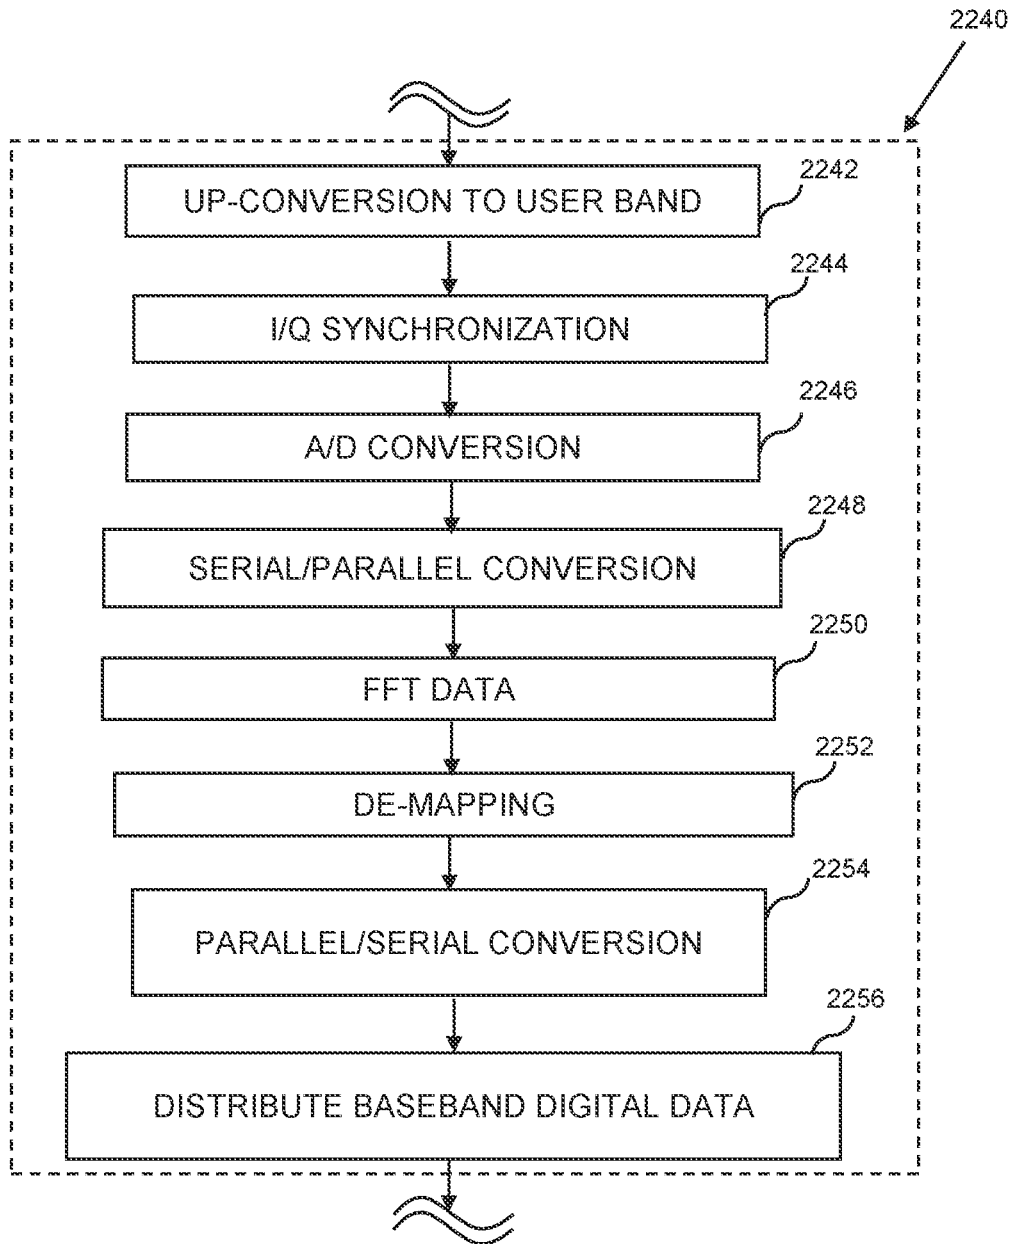 2240
2242
UP-CONVERSION TO USER BAND
2244
I/Q SYNCHRONIZATION
2246
A/D CONVERSION
2248
SERIAL/PARALLEL CONVERSION
2250
FFT DATA
2252
DE-MAPPING
2254
PARALLEL/SERIAL CONVERSION
2256
DISTRIBUTE BASEBAND DIGITAL DATA